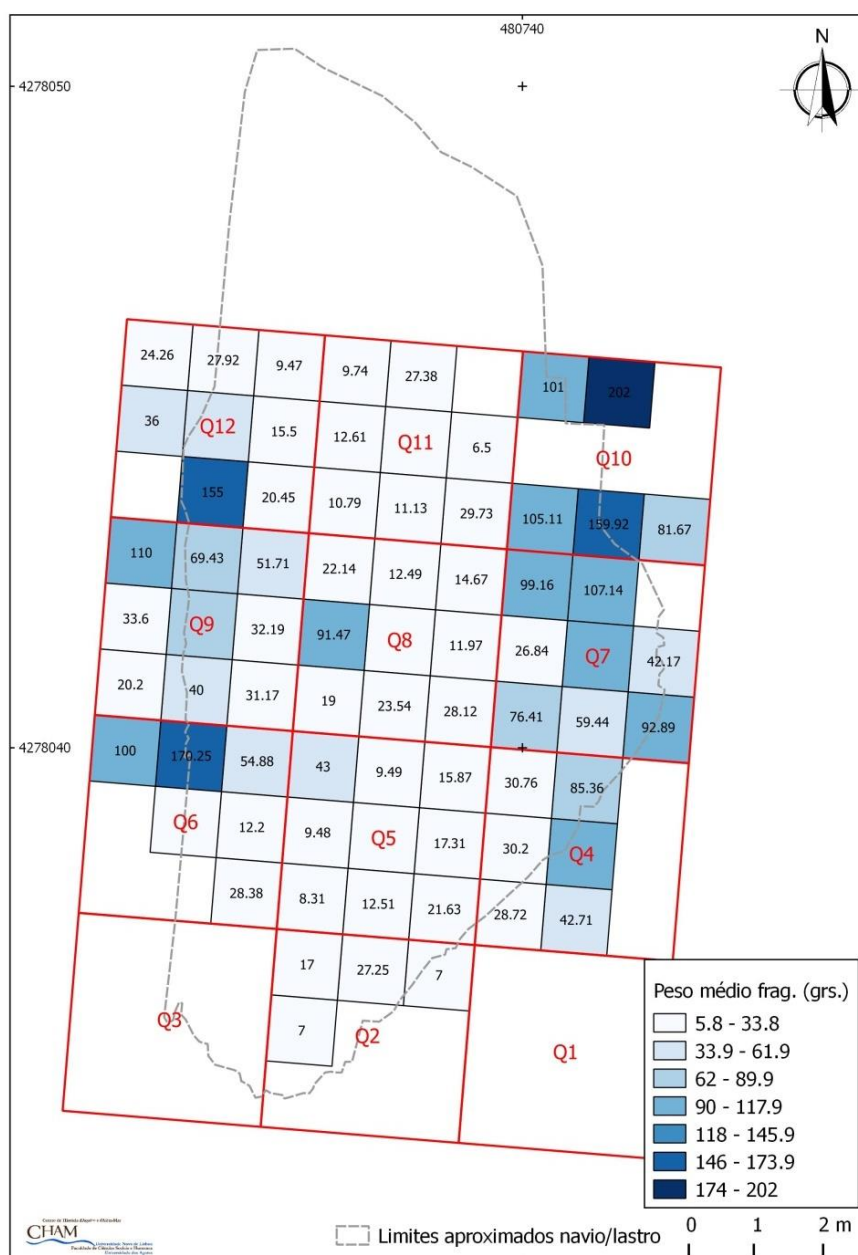 480740
N
4278050
24.26 27.92 9.47 9.74 27.38 101 202
36 Q12 15.5 12.61 Q11 6.5 Q10
155 20.45 10.79 11.13 29.73 105.11 159.92 81.67
110 69.43 51.71 22.14 12.49 14.67 99.16 107.14
33.6 Q9 32.19 91.47 Q8 11.97 26.84 Q7 42.17
20.2 40 31.17 19 23.54 28.12 76.41 59.44 92.89
4278040
100 170.25 54.88 43 9.49 15.87 30.76 85.36
Q6 12.2 9.48 Q5 17.31 30.2 Q4
28.38 8.31 12.51 21.63 28.72 42.71
17 27.25 7
Q3 7 Q2 Q1
Peso médio frag. (grs.)
5.8 - 33.8
33.9 - 61.9
62 - 89.9
90 - 117.9
118 - 145.9
146 - 173.9
174 - 202
CHAM
Limites aproximados navio/lastro
0 1 2 m